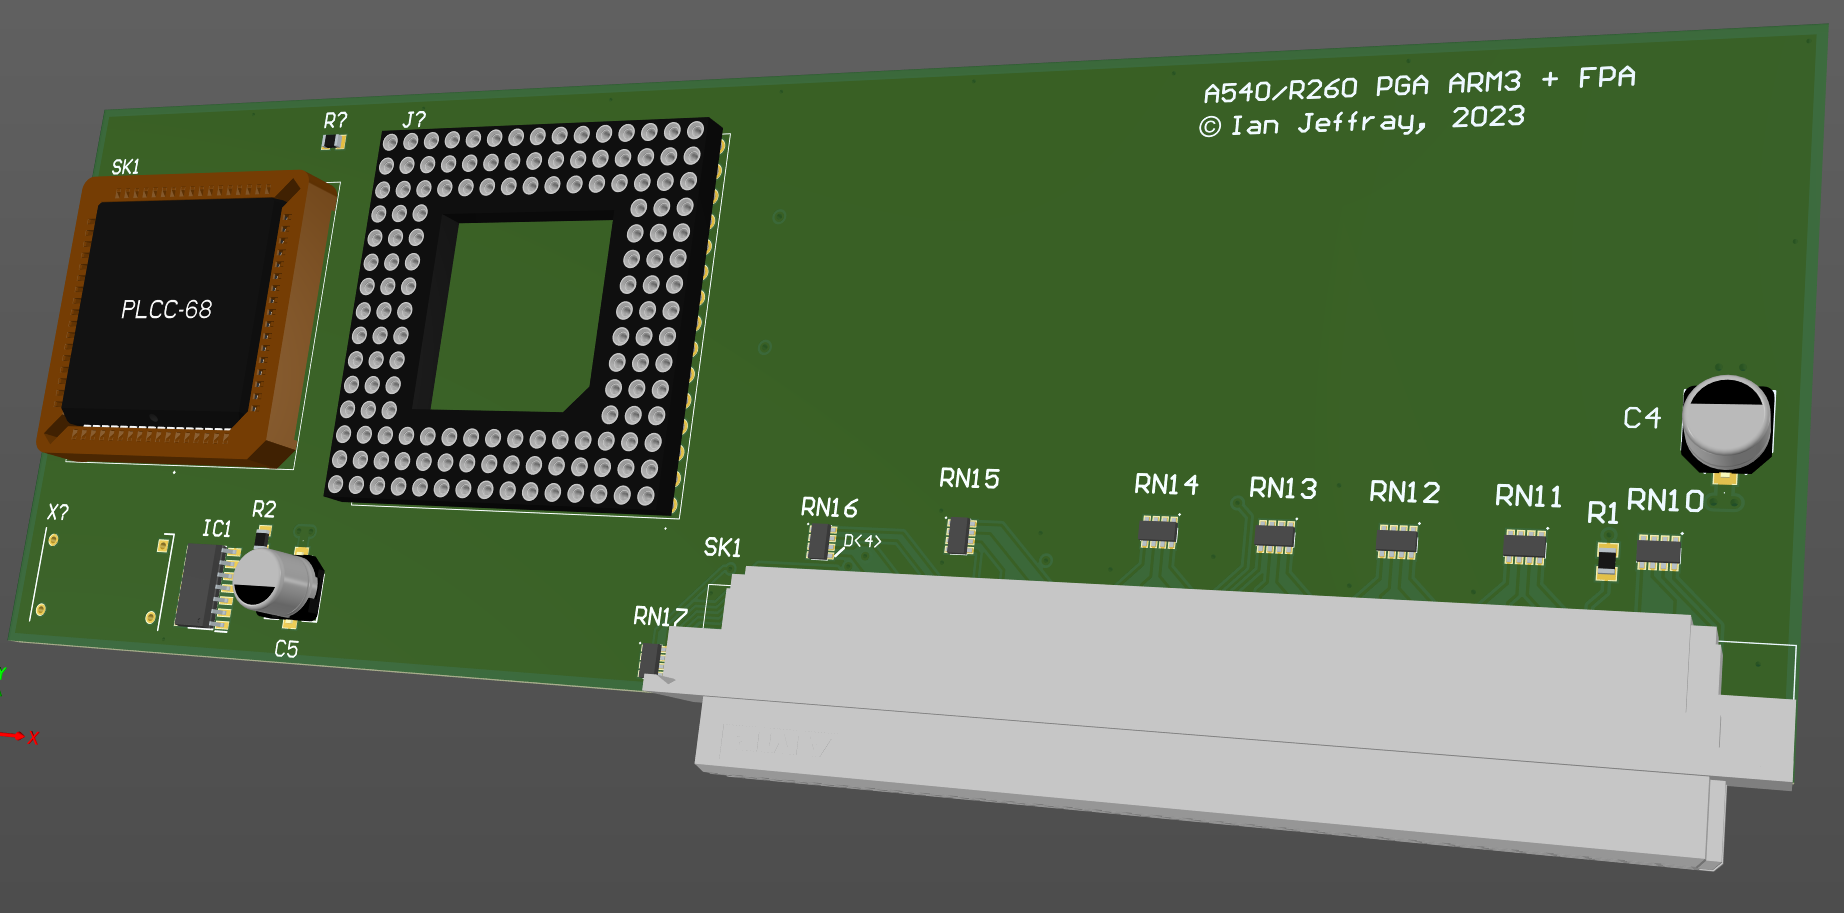 A540/R260 PGA ARM3 + FPA
© Ian Jeffray, 2023
R?
J?
SK1
PLCC-68
C4
RN16
RN15
RN14
RN13
RN12
RN11
R1
RN10
D<4>
SK1
RN17
X?
IC1
R2
C5
Y
X